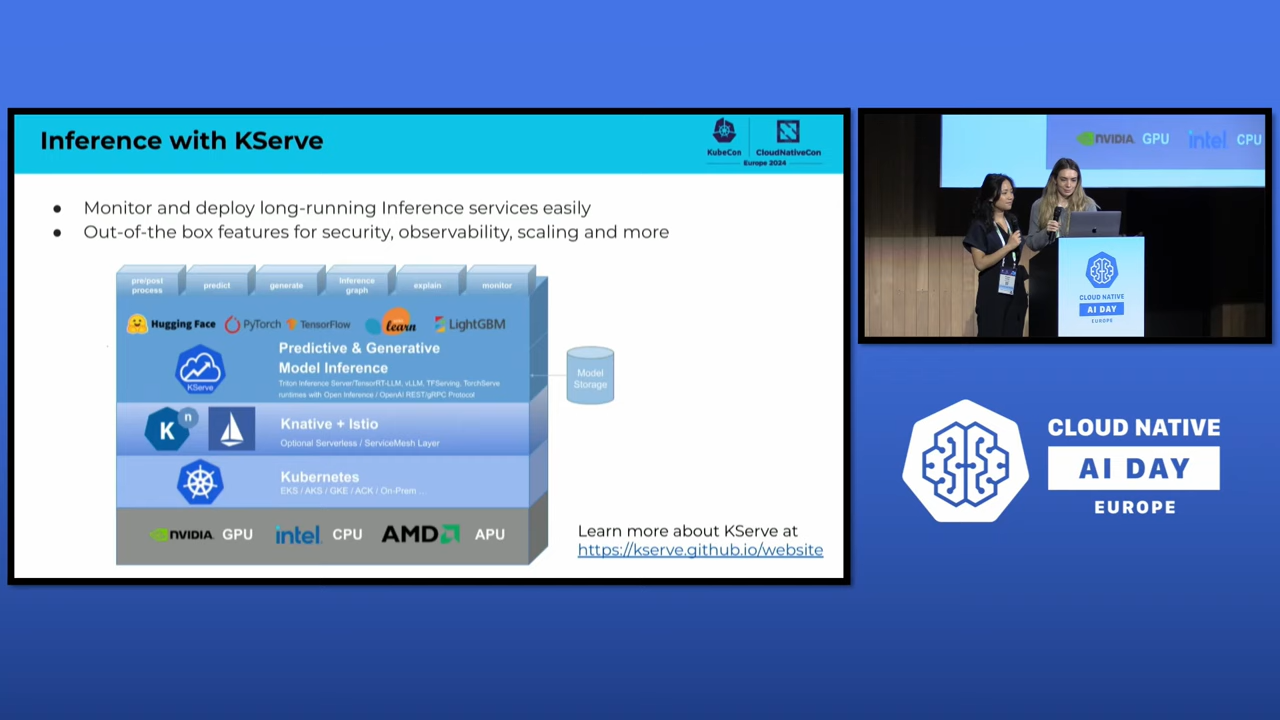 Inference with KServe
KubeCon
CloudNativeCon
Europe 2024
● Monitor and deploy long-running Inference services easily
● Out-of-the box features for security, observability, scaling and more
pre/post
process
predict
generate
Inference
graph
explain
monitor
Hugging Face
PyTorch
TensorFlow
learn
LightGBM
KServe
Predictive & Generative
Model Inference
Triton Inference Server/TensorRT-LLM, vLLM, TFServing, TorchServe
runtimes with Open Inference / OpenAI REST/gRPC Protocol
Model
Storage
K
n
Knative + Istio
Optional Serverless / ServiceMesh Layer
Kubernetes
EKS / AKS / GKE / ACK / On-Prem ...
NVIDIA GPU
intel CPU
AMD APU
Learn more about KServe at
https://kserve.github.io/website
NVIDIA GPU
intel CPU
CLOUD NATIVE
AI DAY
EUROPE
CLOUD NATIVE
AI DAY
EUROPE